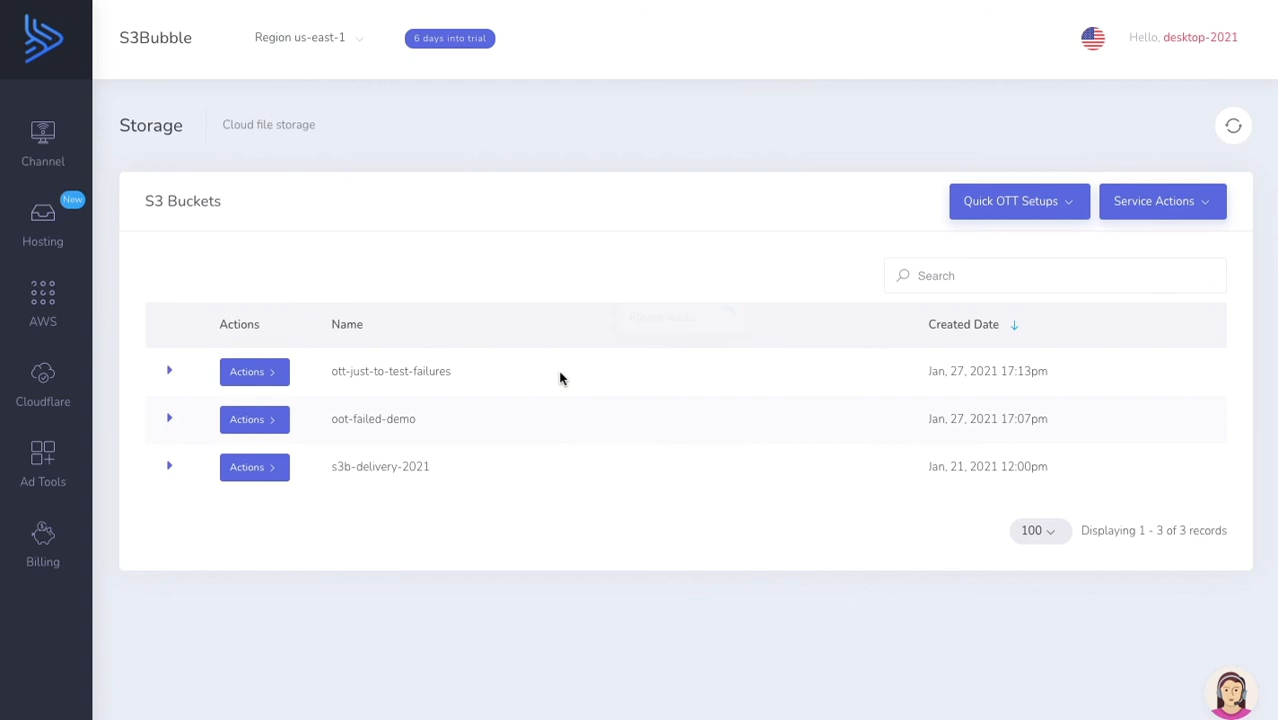 S3Bubble
Region us-east-1
6 days into trial
Hello, desktop-2021
Channel
New
Hosting
AWS
Cloudflare
Ad Tools
Billing
Storage
Cloud file storage
S3 Buckets
Quick OTT Setups
Service Actions
Search
Actions Name Created Date
Actions ott-just-to-test-failures Jan, 27, 2021 17:13pm
Actions oot-failed-demo Jan, 27, 2021 17:07pm
Actions s3b-delivery-2021 Jan, 21, 2021 12:00pm
100 Displaying 1 - 3 of 3 records